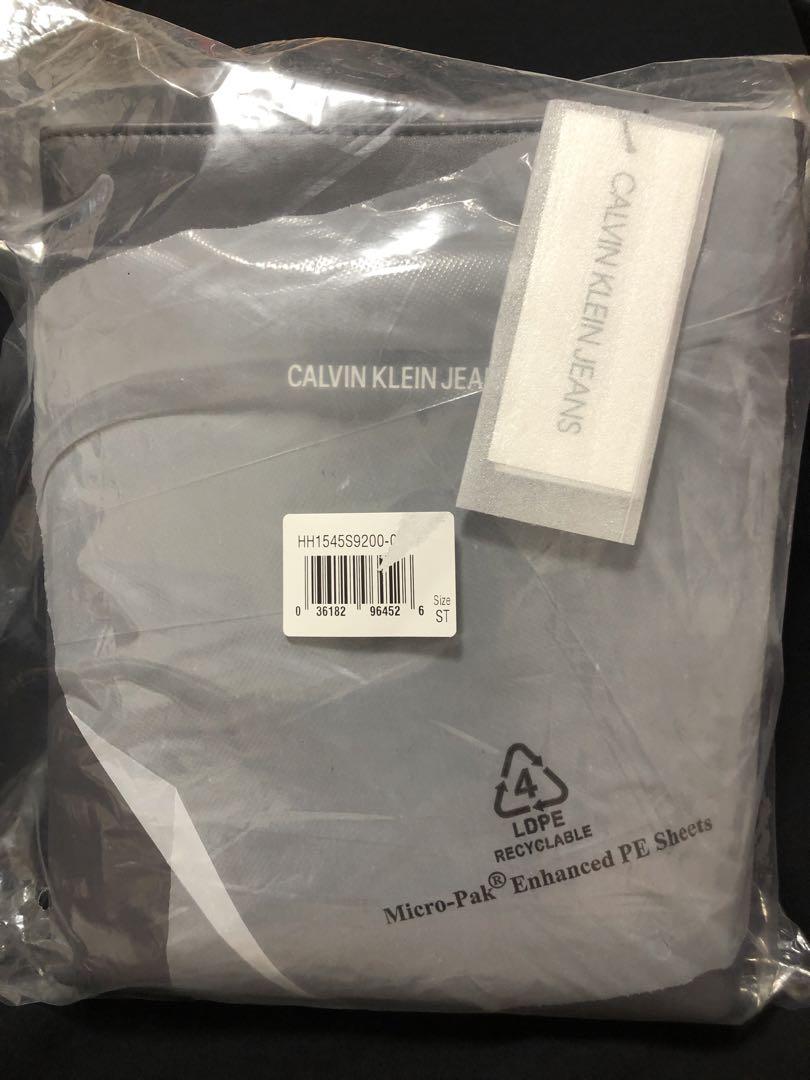 CALVIN KLEIN JEANS
CALVIN KLEIN JEA
HH1545S9200-
0 36182 96452 6
Size
ST
4
LDPE
RECYCLABLE
Micro-Pak® Enhanced PE Sheets